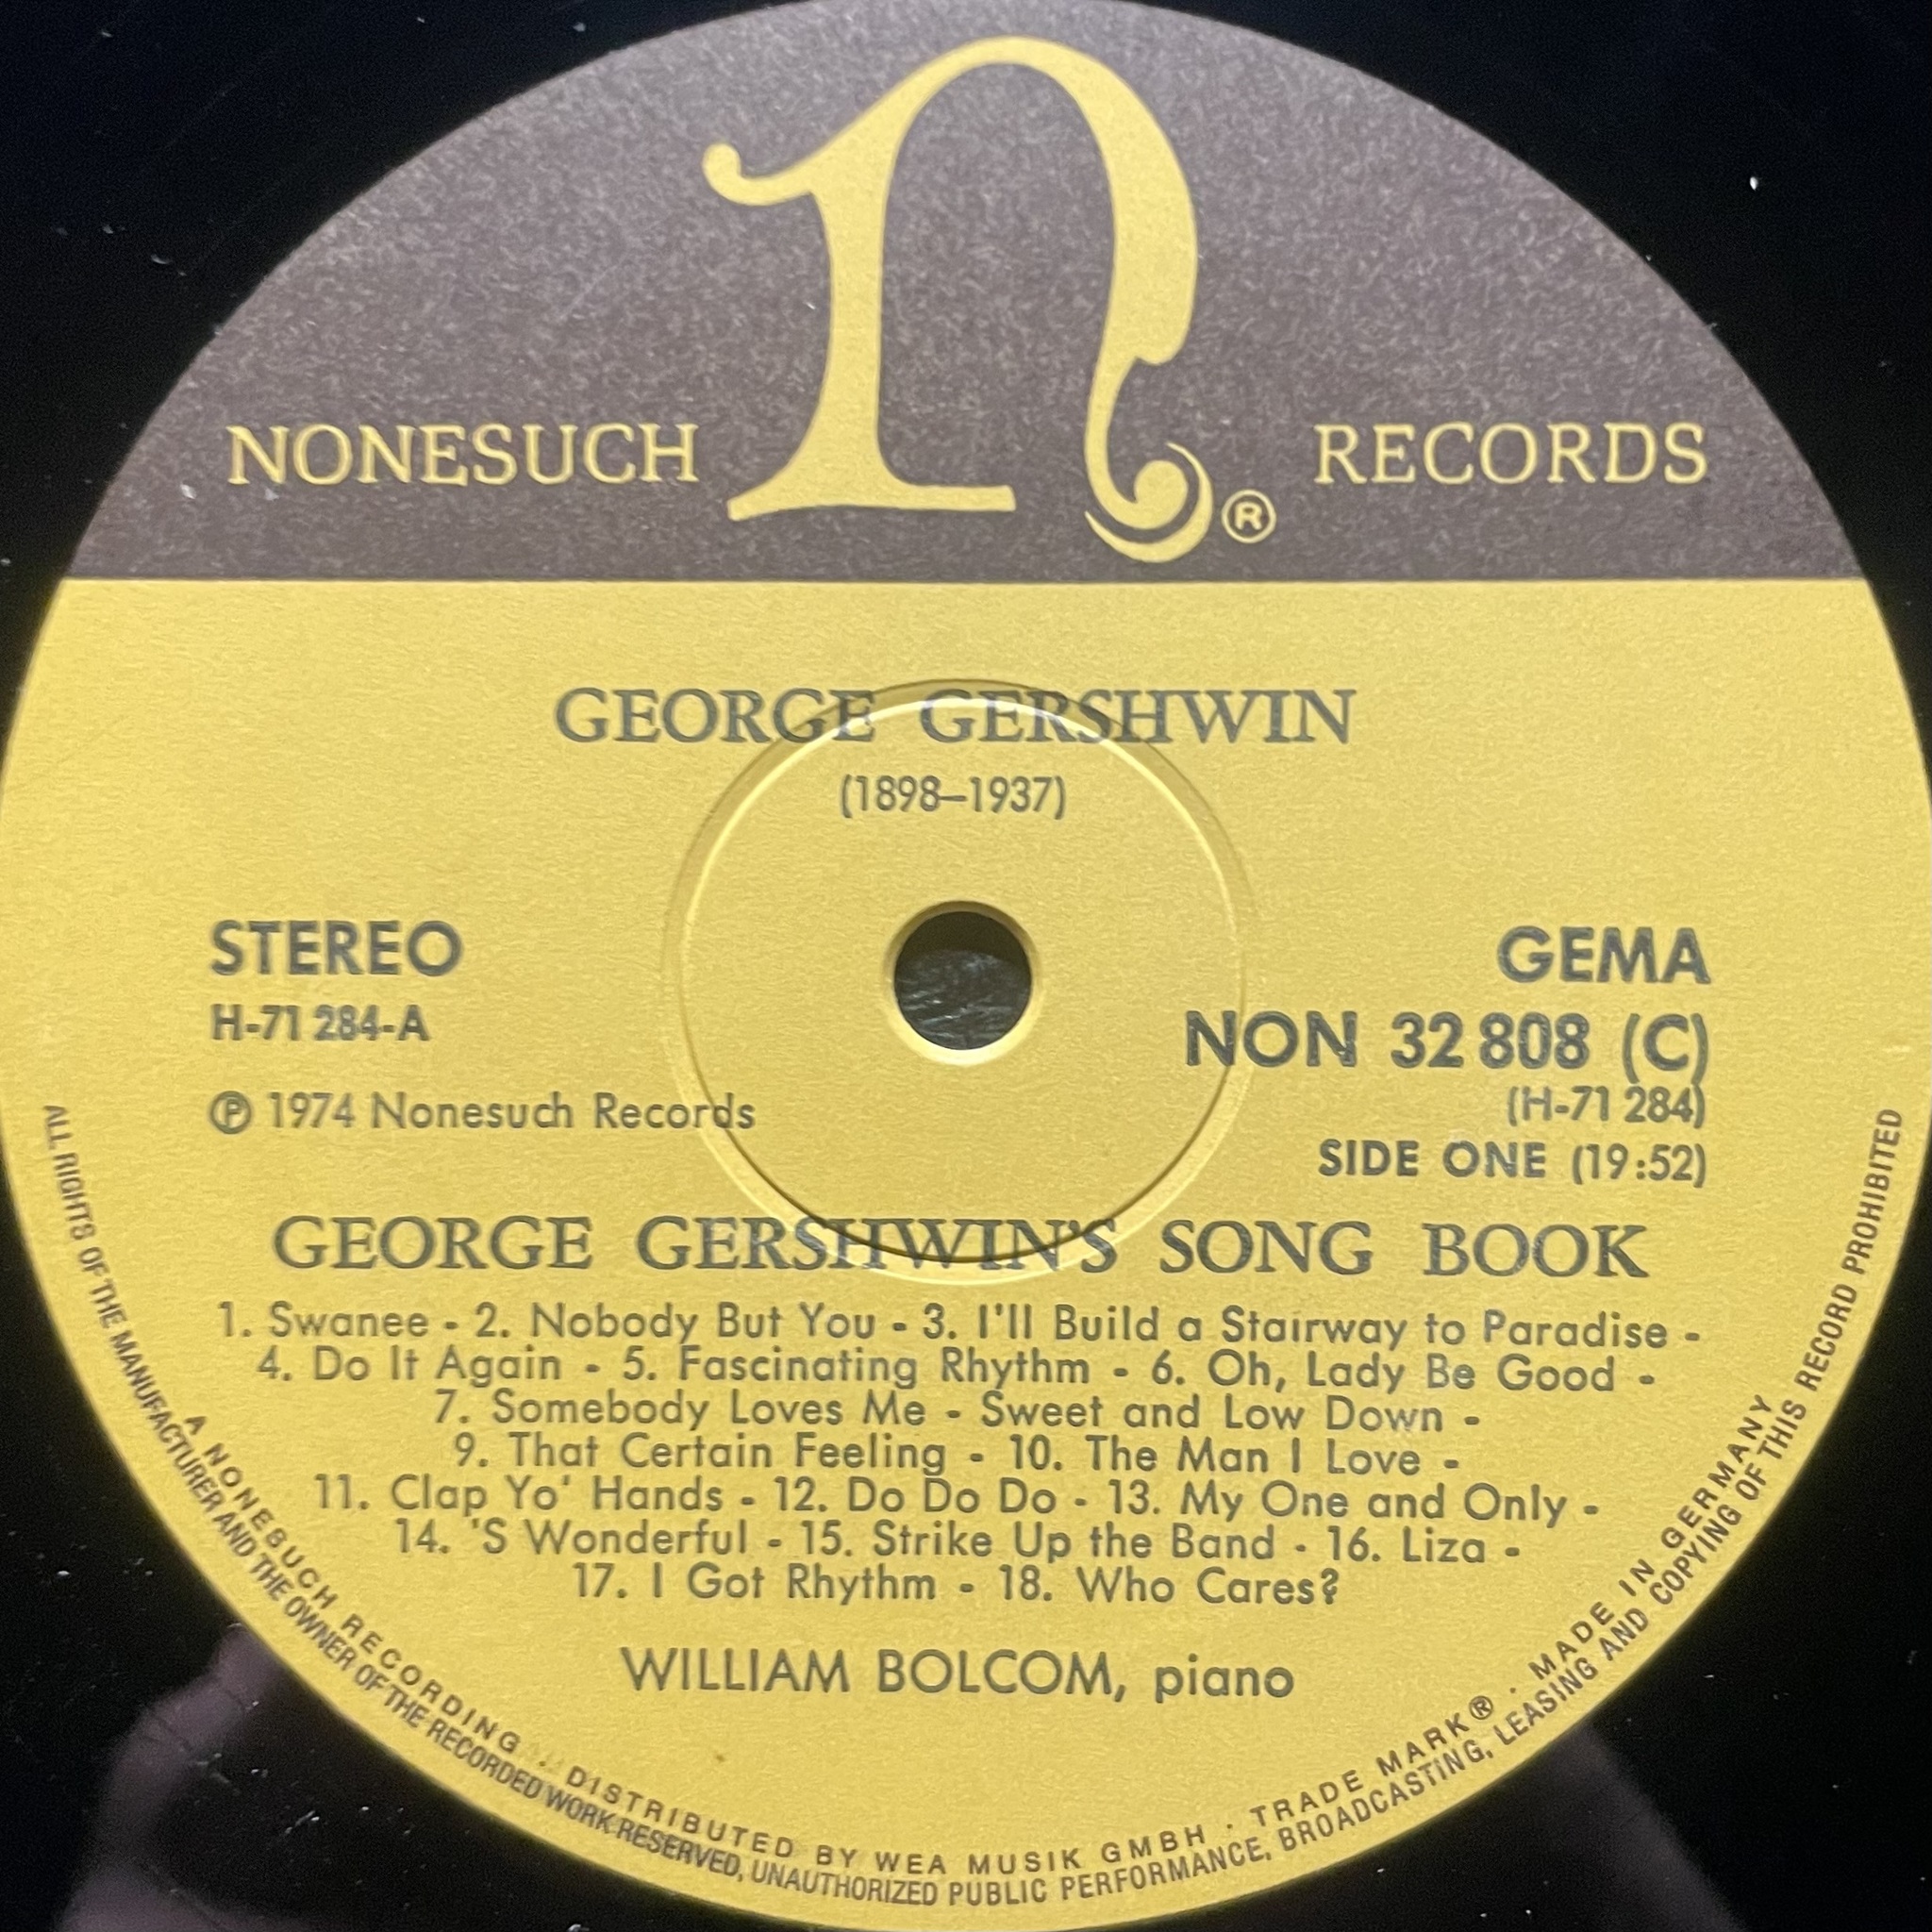 n
NONESUCH RECORDS ®
GEORGE GERSHWIN
(1898–1937)
STEREO
H-71 284-A
℗ 1974 Nonesuch Records
GEMA
NON 32 808 (C)
(H-71 284)
SIDE ONE (19:52)
GEORGE GERSHWIN'S SONG BOOK
1. Swanee - 2. Nobody But You - 3. I'll Build a Stairway to Paradise -
4. Do It Again - 5. Fascinating Rhythm - 6. Oh, Lady Be Good -
7. Somebody Loves Me - Sweet and Low Down -
9. That Certain Feeling - 10. The Man I Love -
11. Clap Yo' Hands - 12. Do Do Do - 13. My One and Only -
14. 'S Wonderful - 15. Strike Up the Band - 16. Liza -
17. I Got Rhythm - 18. Who Cares?
WILLIAM BOLCOM, piano
A NONEBUCH RECORDING · DISTRIBUTED BY WEA MUSIK GMBH · TRADE MARK® · MADE IN GERMANY
ALL RIGHTS OF THE MANUFACTURER AND THE OWNER OF THE RECORDED WORK RESERVED, UNAUTHORIZED PUBLIC PERFORMANCE, BROADCASTING, LEASING AND COPYING OF THIS RECORD PROHIBITED